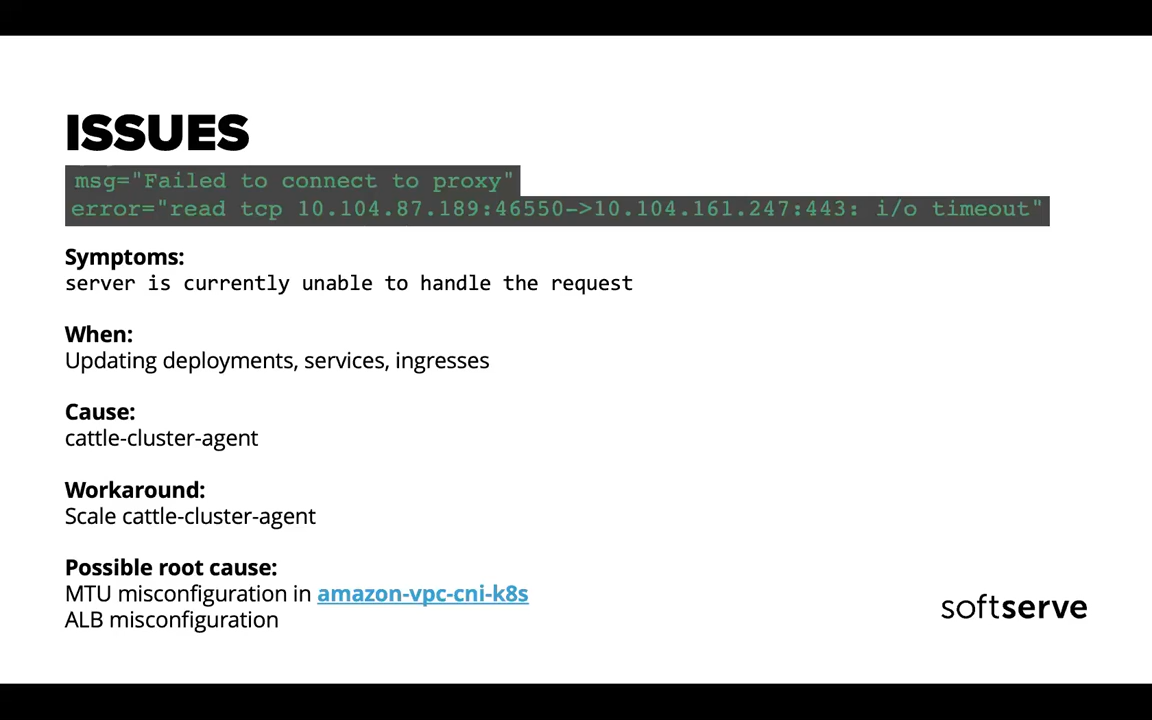 ISSUES
msg="Failed to connect to proxy"
error="read tcp 10.104.87.189:46550->10.104.161.247:443: i/o timeout"
Symptoms:
server is currently unable to handle the request
When:
Updating deployments, services, ingresses
Cause:
cattle-cluster-agent
Workaround:
Scale cattle-cluster-agent
Possible root cause:
MTU misconfiguration in amazon-vpc-cni-k8s
ALB misconfiguration
softserve